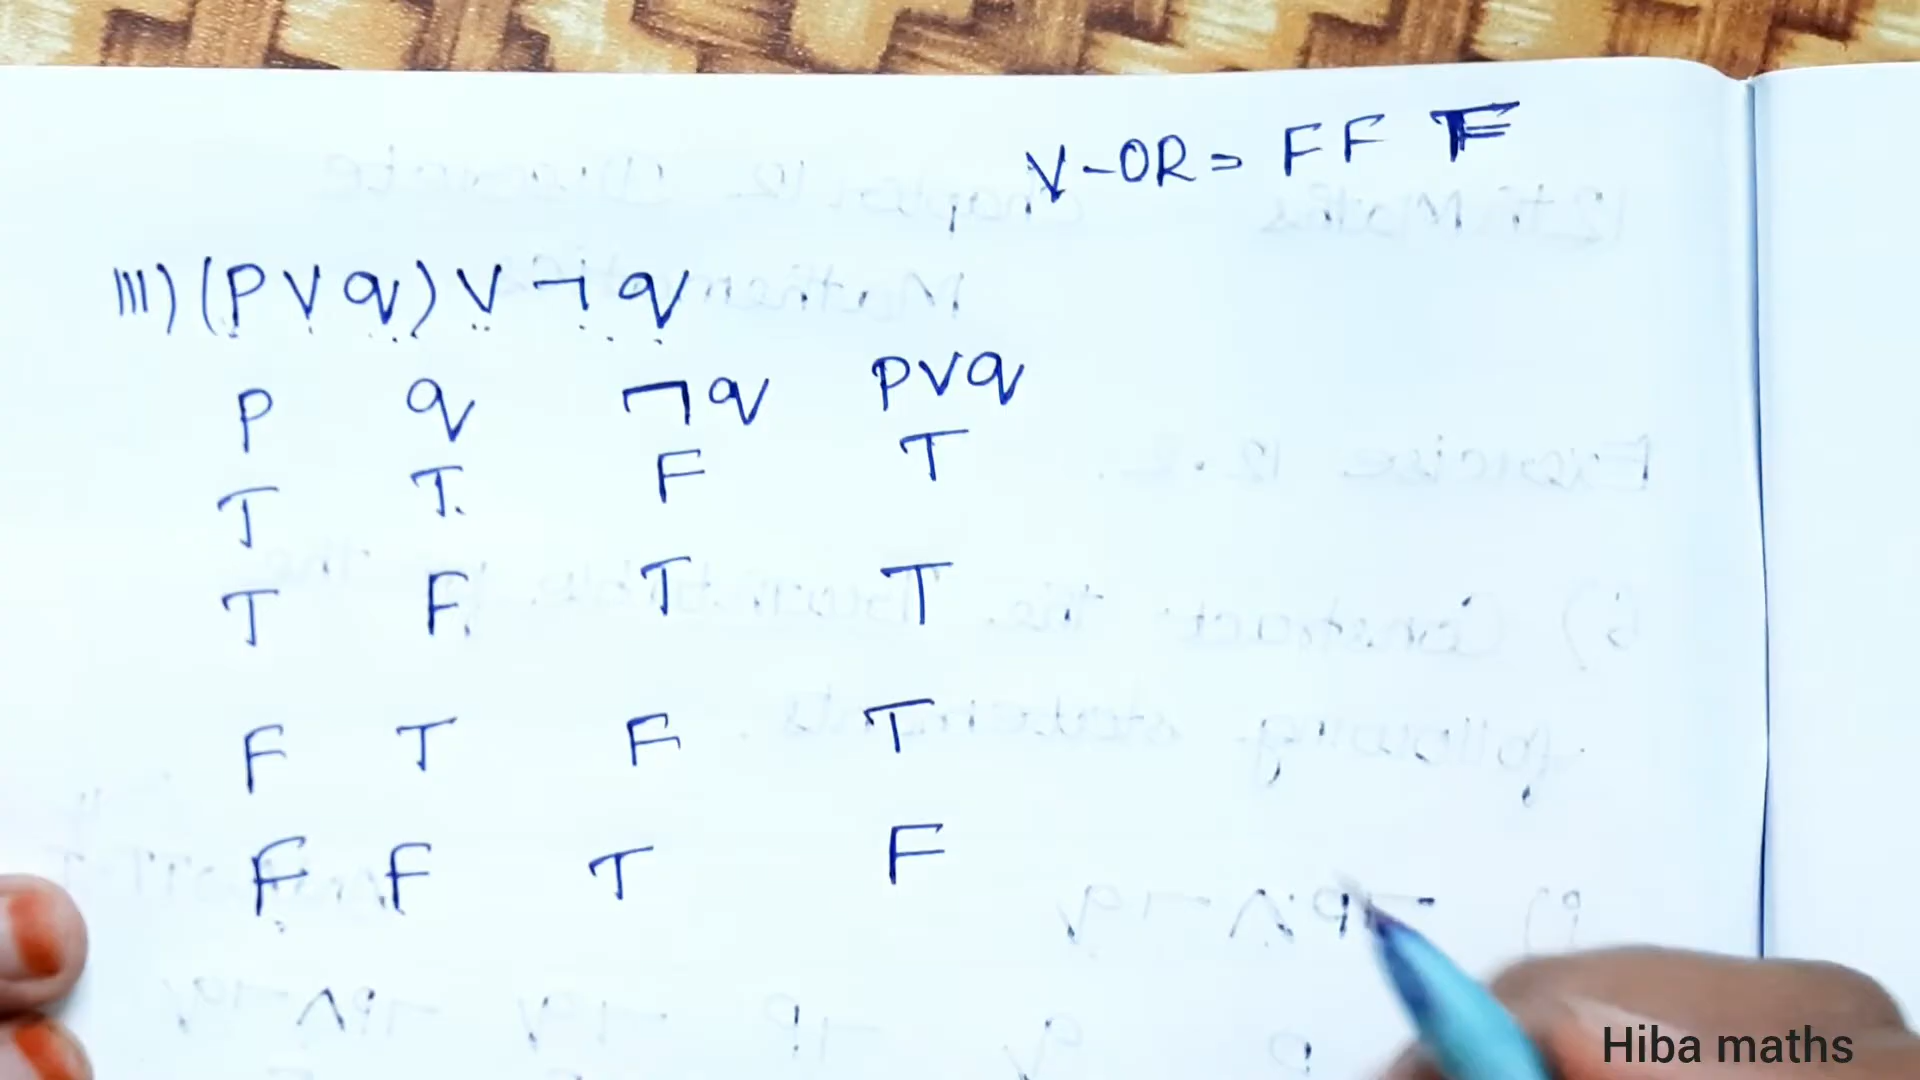 V-OR = F F F
III) (P ∨ q) ∨ ¬ q
P q ¬q P∨q
T T F T
T F T T
F T F T
F F T F
Hiba maths